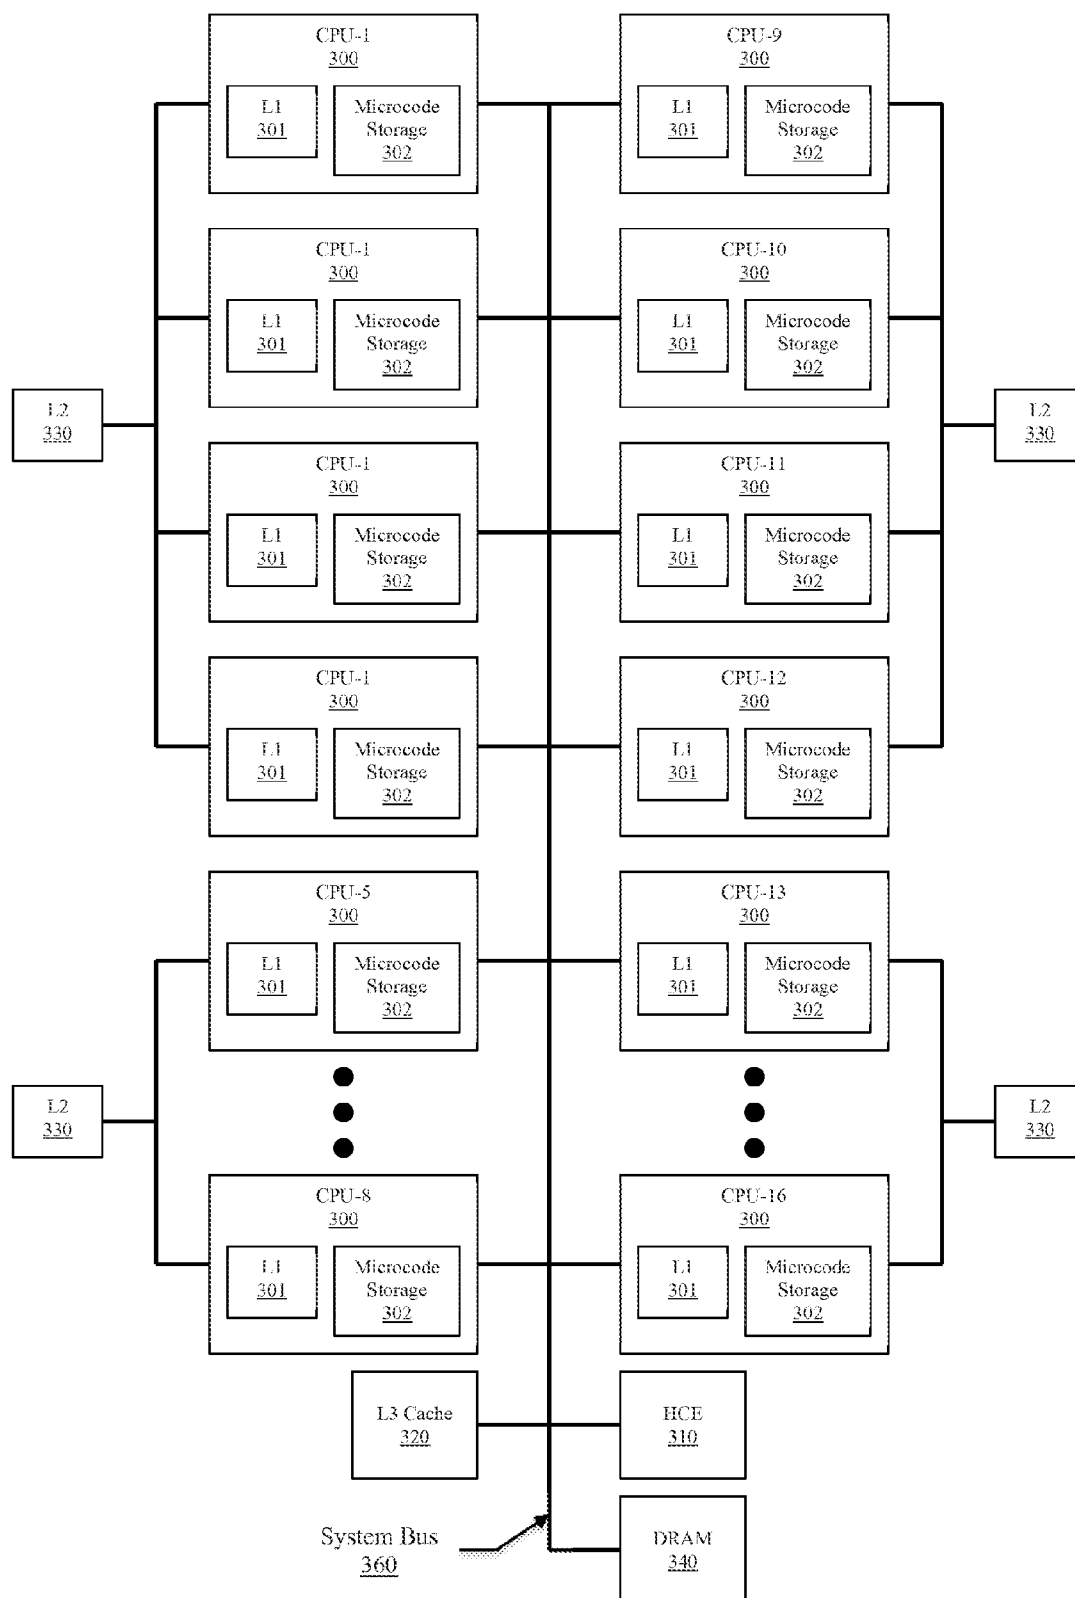 CPU-1
300
L1
301
Microcode
Storage
302
CPU-9
300
L1
301
Microcode
Storage
302
CPU-1
300
L1
301
Microcode
Storage
302
CPU-10
300
L1
301
Microcode
Storage
302
L2
330
L2
330
CPU-1
300
L1
301
Microcode
Storage
302
CPU-11
300
L1
301
Microcode
Storage
302
CPU-1
300
L1
301
Microcode
Storage
302
CPU-12
300
L1
301
Microcode
Storage
302
CPU-5
300
L1
301
Microcode
Storage
302
CPU-13
300
L1
301
Microcode
Storage
302
L2
330
L2
330
CPU-8
300
L1
301
Microcode
Storage
302
CPU-16
300
L1
301
Microcode
Storage
302
L3 Cache
320
HCE
310
System Bus
360
DRAM
340